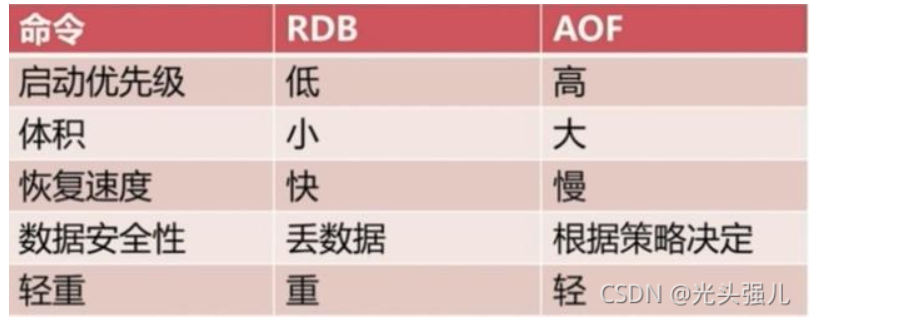 命令 RDB AOF
启动优先级 低 高
体积 小 大
恢复速度 快 慢
数据安全性 丢数据 根据策略决定
轻重 重 轻
CSDN @光头强儿